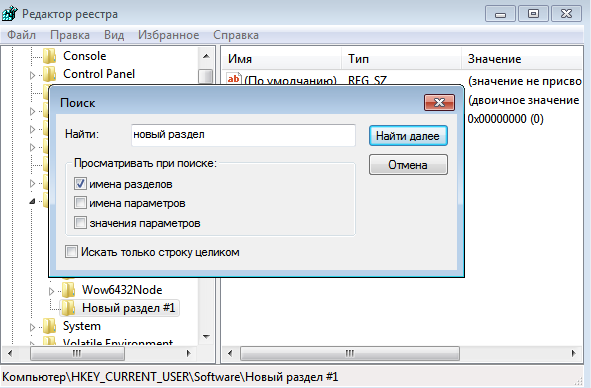 Редактор реестра
Файл Правка Вид Избранное Справка
Console
Control Panel
Имя Тип Значение
ab (По умолчанию) REG_SZ (значение не присво
(двоичное значение
0x00000000 (0)
Поиск
Найти: новый раздел Найти далее
Отмена
Просматривать при поиске:
имена разделов
имена параметров
значения параметров
Искать только строку целиком
Wow6432Node
Новый раздел #1
System
Volatile Environment
Компьютер\HKEY_CURRENT_USER\Software\Новый раздел #1